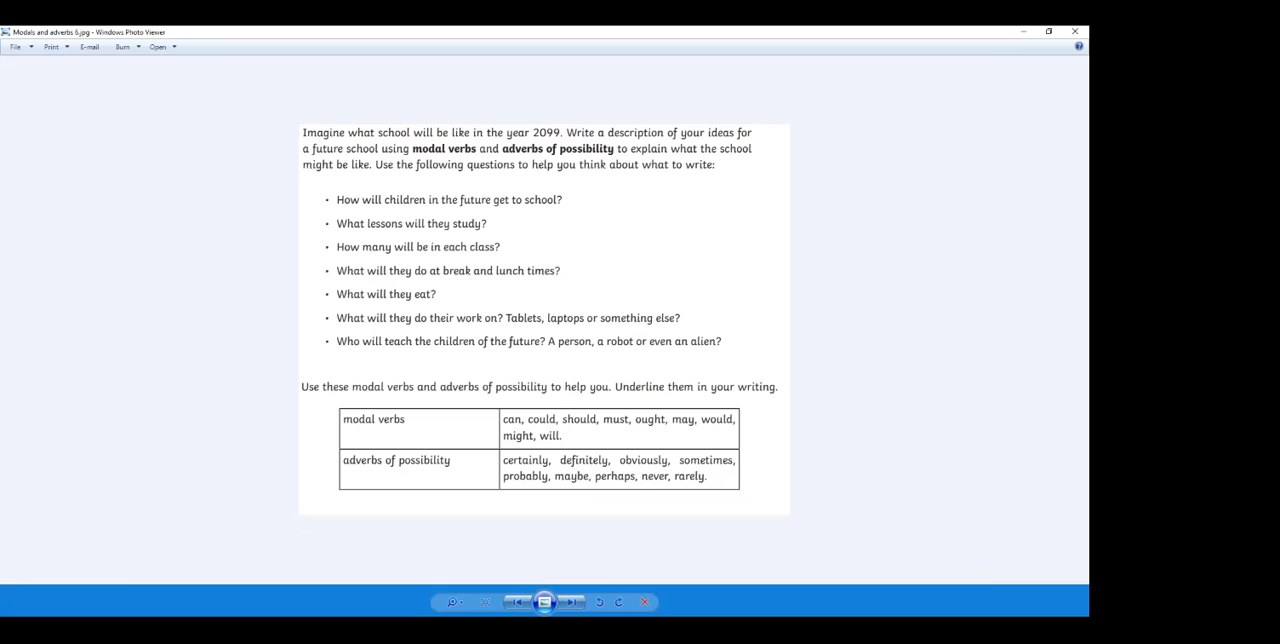 Modals and adverbs 6.jpg - Windows Photo Viewer
File Print E-mail Burn Open
Imagine what school will be like in the year 2099. Write a description of your ideas for
a future school using modal verbs and adverbs of possibility to explain what the school
might be like. Use the following questions to help you think about what to write:
• How will children in the future get to school?
• What lessons will they study?
• How many will be in each class?
• What will they do at break and lunch times?
• What will they eat?
• What will they do their work on? Tablets, laptops or something else?
• Who will teach the children of the future? A person, a robot or even an alien?
Use these modal verbs and adverbs of possibility to help you. Underline them in your writing.
modal verbs
can, could, should, must, ought, may, would,
might, will.
adverbs of possibility
certainly, definitely, obviously, sometimes,
probably, maybe, perhaps, never, rarely.